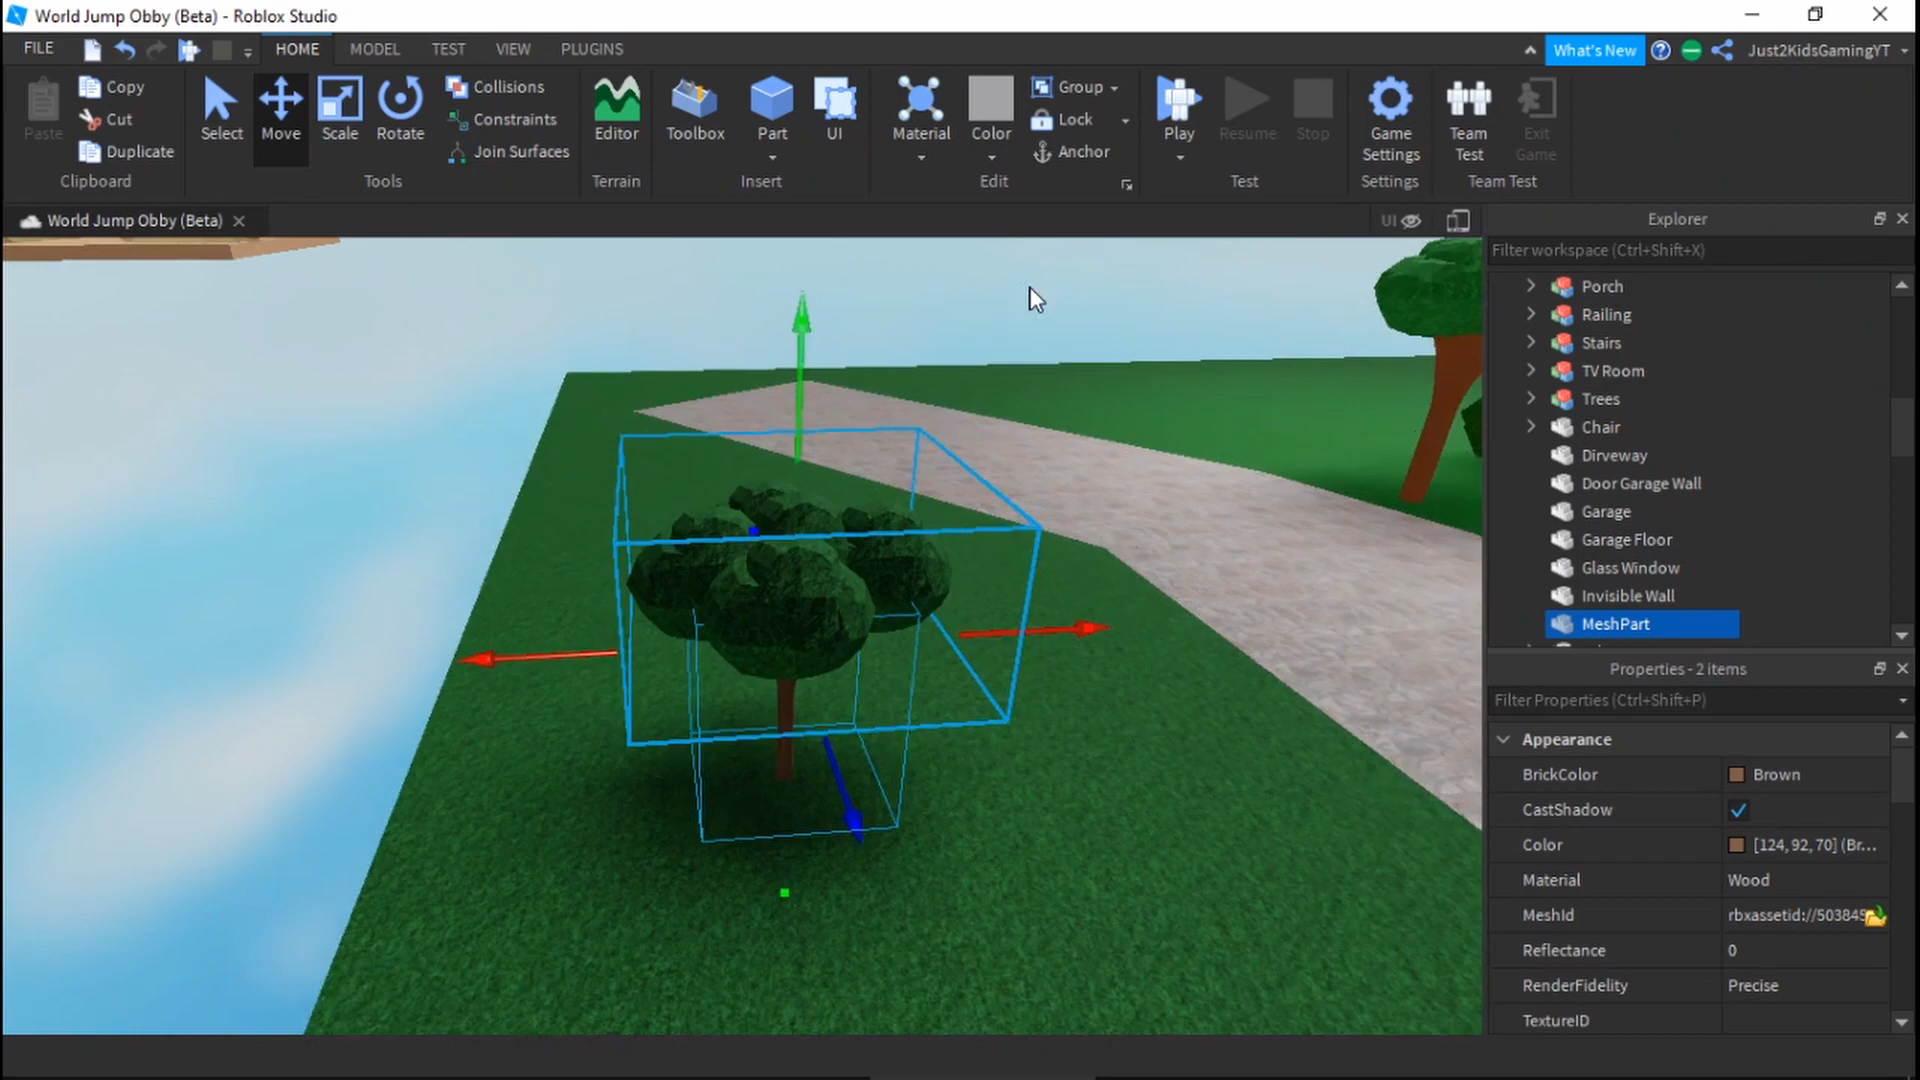 World Jump Obby (Beta) - Roblox Studio
FILE HOME MODEL TEST VIEW PLUGINS What's New Just2KidsGamingYT
Paste Copy Cut Duplicate
Select Move Scale Rotate
Collisions Constraints Join Surfaces
Editor Toolbox Part UI
Material Color Group Lock Anchor
Play Resume Stop
Game Settings
Team Test
Exit Game
Clipboard Tools Terrain Insert Edit Test Settings Team Test
World Jump Obby (Beta) UI
Explorer
Filter workspace (Ctrl+Shift+X)
Porch
Railing
Stairs
TV Room
Trees
Chair
Dirveway
Door Garage Wall
Garage
Garage Floor
Glass Window
Invisible Wall
MeshPart
Properties - 2 items
Filter Properties (Ctrl+Shift+P)
Appearance
BrickColor Brown
CastShadow
Color [124, 92, 70] (Br...
Material Wood
MeshId rbxassetid://503845
Reflectance 0
RenderFidelity Precise
TextureID